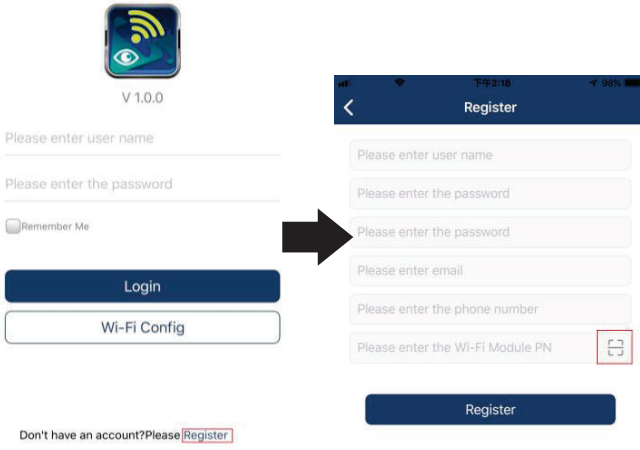 V 1.0.0
Please enter user name
Please enter the password
Remember Me
Login
Wi-Fi Config
Don't have an account?Please Register
下午2:18
98%
Register
Please enter user name
Please enter the password
Please enter the password
Please enter email
Please enter the phone number
Please enter the Wi-Fi Module PN
Register